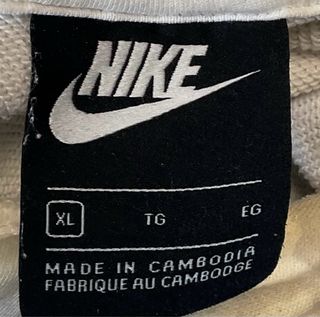 NIKE
XL TG EG
MADE IN CAMBODIA
FABRIQUE AU CAMBODGE